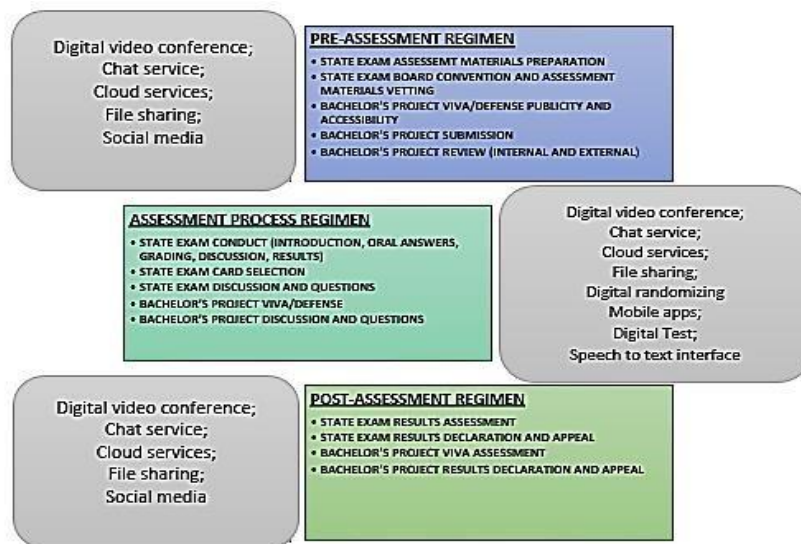 Digital video conference;
Chat service;
Cloud services;
File sharing;
Social media
PRE-ASSESSMENT REGIMEN
• STATE EXAM ASSESSEMT MATERIALS PREPARATION
• STATE EXAM BOARD CONVENTION AND ASSESSMENT
MATERIALS VETTING
• BACHELOR'S PROJECT VIVA/DEFENSE PUBLICITY AND
ACCESSIBILITY
• BACHELOR'S PROJECT SUBMISSION
• BACHELOR'S PROJECT REVIEW (INTERNAL AND EXTERNAL)
ASSESSMENT PROCESS REGIMEN
• STATE EXAM CONDUCT (INTRODUCTION, ORAL ANSWERS,
GRADING, DISCUSSION, RESULTS)
• STATE EXAM CARD SELECTION
• STATE EXAM DISCUSSION AND QUESTIONS
• BACHELOR'S PROJECT VIVA/DEFENSE
• BACHELOR'S PROJECT DISCUSSION AND QUESTIONS
Digital video conference;
Chat service;
Cloud services;
File sharing;
Digital randomizing
Mobile apps;
Digital Test;
Speech to text interface
Digital video conference;
Chat service;
Cloud services;
File sharing;
Social media
POST-ASSESSMENT REGIMEN
• STATE EXAM RESULTS ASSESSMENT
• STATE EXAM RESULTS DECLARATION AND APPEAL
• BACHELOR'S PROJECT VIVA ASSESSMENT
• BACHELOR'S PROJECT RESULTS DECLARATION AND APPEAL